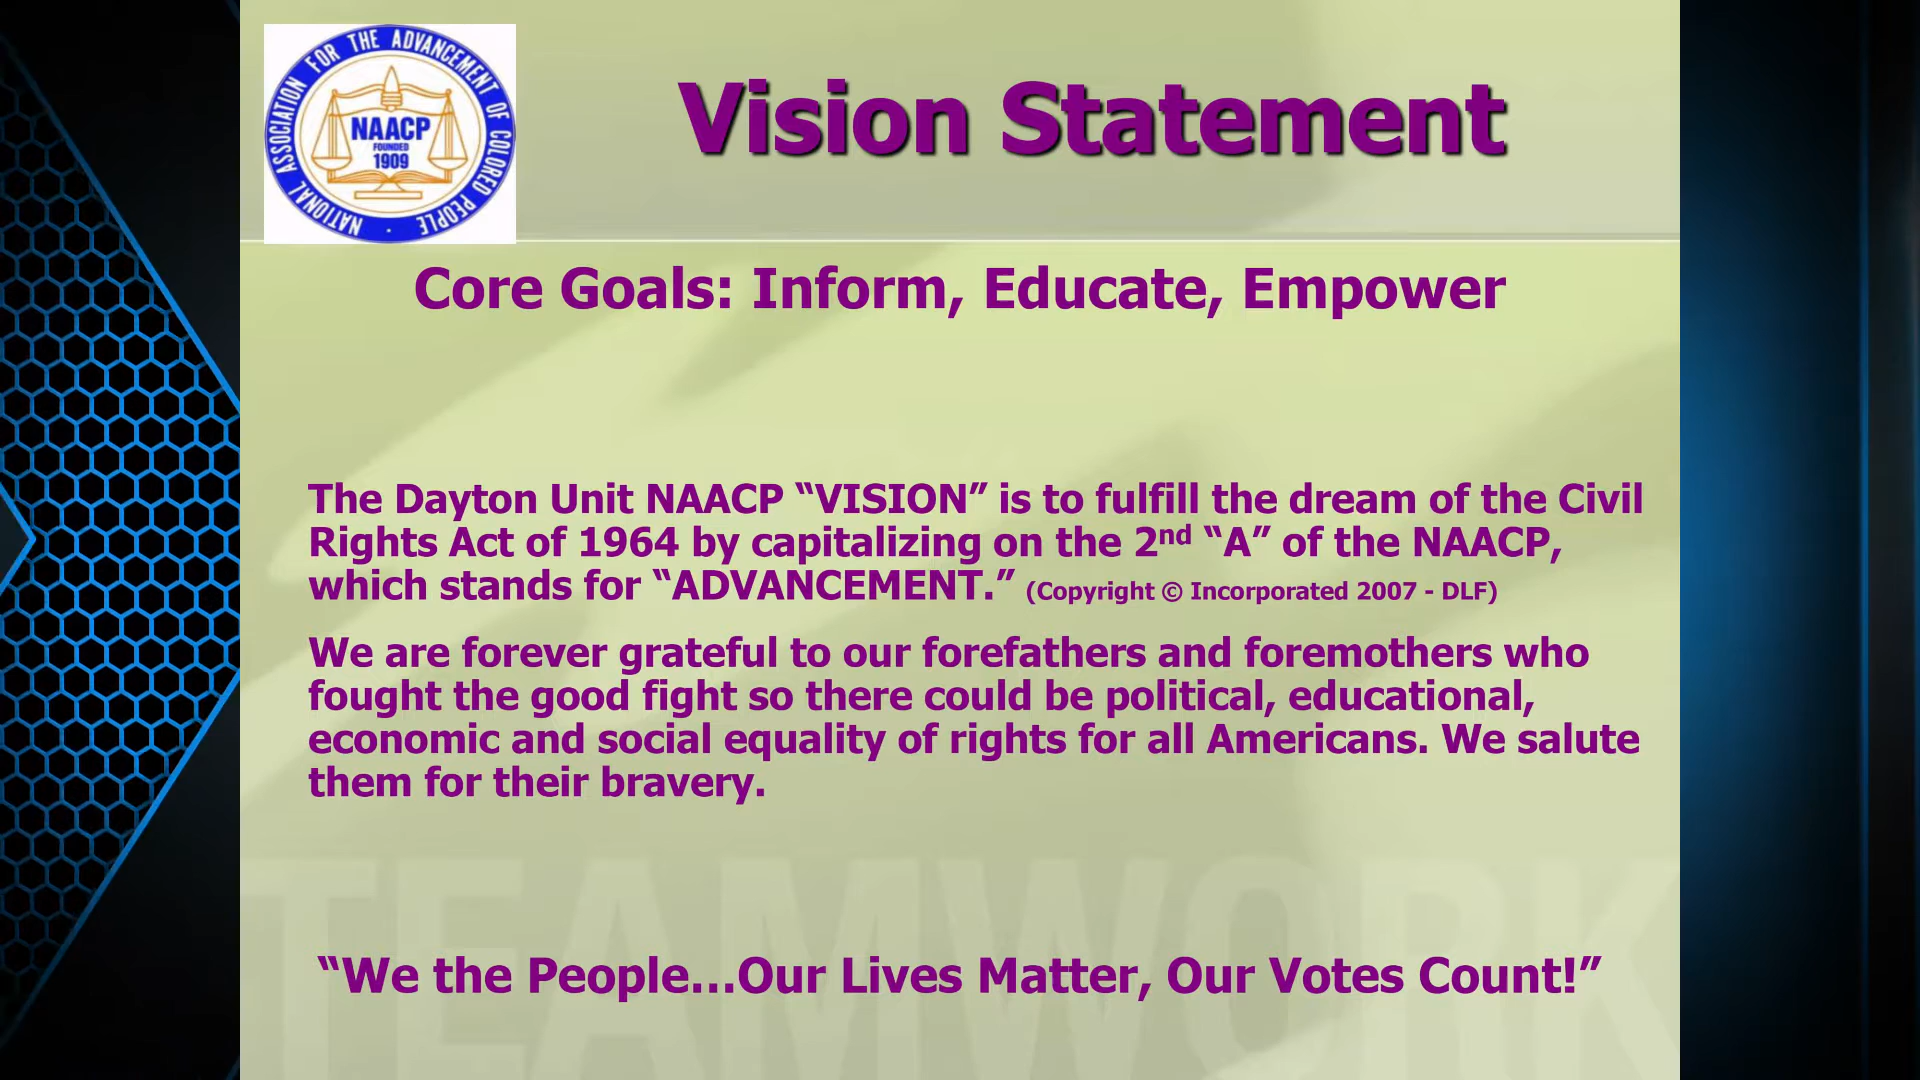 NATIONAL ASSOCIATION FOR THE ADVANCEMENT OF COLORED PEOPLE
NAACP
FOUNDED
1909
Vision Statement
Core Goals: Inform, Educate, Empower
The Dayton Unit NAACP “VISION” is to fulfill the dream of the Civil
Rights Act of 1964 by capitalizing on the 2nd “A” of the NAACP,
which stands for “ADVANCEMENT.” (Copyright © Incorporated 2007 - DLF)
We are forever grateful to our forefathers and foremothers who
fought the good fight so there could be political, educational,
economic and social equality of rights for all Americans. We salute
them for their bravery.
“We the People...Our Lives Matter, Our Votes Count!”
TEAMWORK